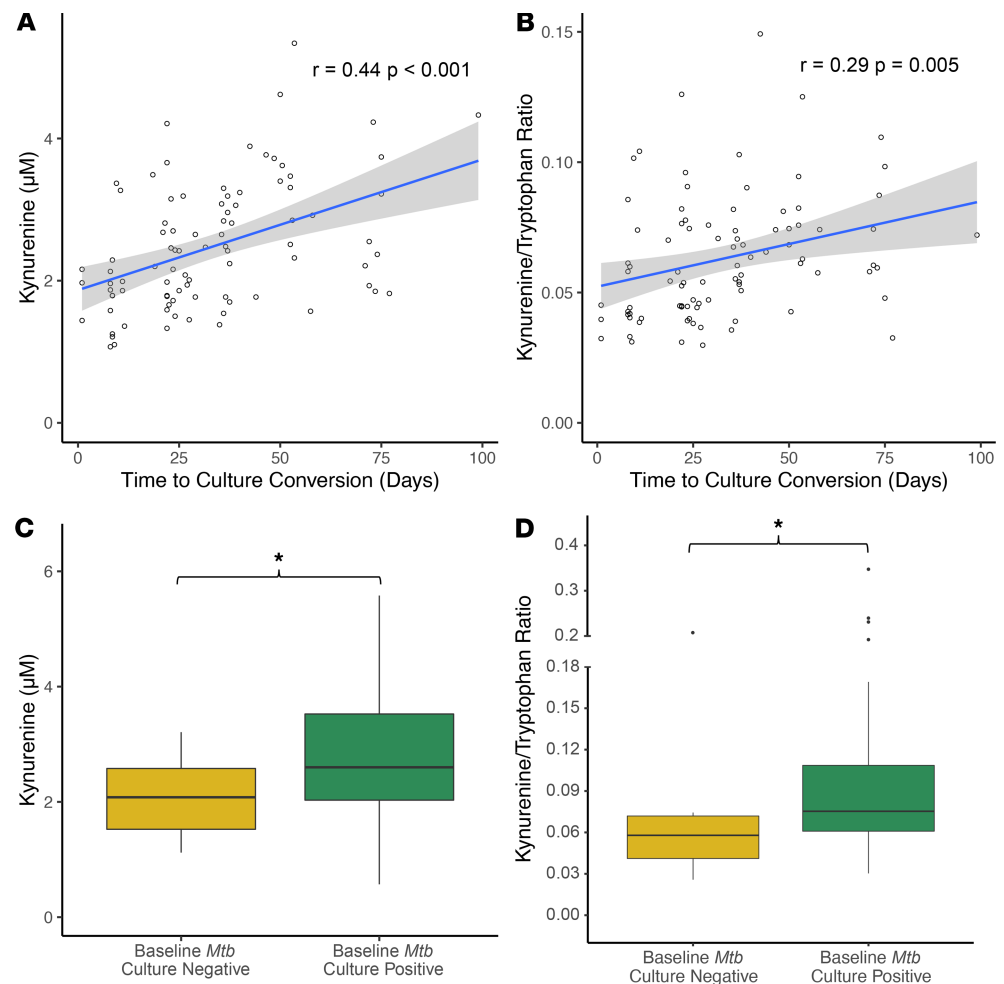 A
r = 0.44 p < 0.001
Kynurenine (µM)
4
2
0
0 25 50 75 100
Time to Culture Conversion (Days)
B
r = 0.29 p = 0.005
Kynurenine/Tryptophan Ratio
0.15
0.10
0.05
0.00
0 25 50 75 100
Time to Culture Conversion (Days)
C
*
Kynurenine (µM)
6
4
2
0
Baseline Mtb Baseline Mtb
Culture Negative Culture Positive
D
*
Kynurenine/Tryptophan Ratio
0.4
0.3
0.2
0.18
0.15
0.12
0.09
0.06
0.03
0.00
Baseline Mtb Baseline Mtb
Culture Negative Culture Positive